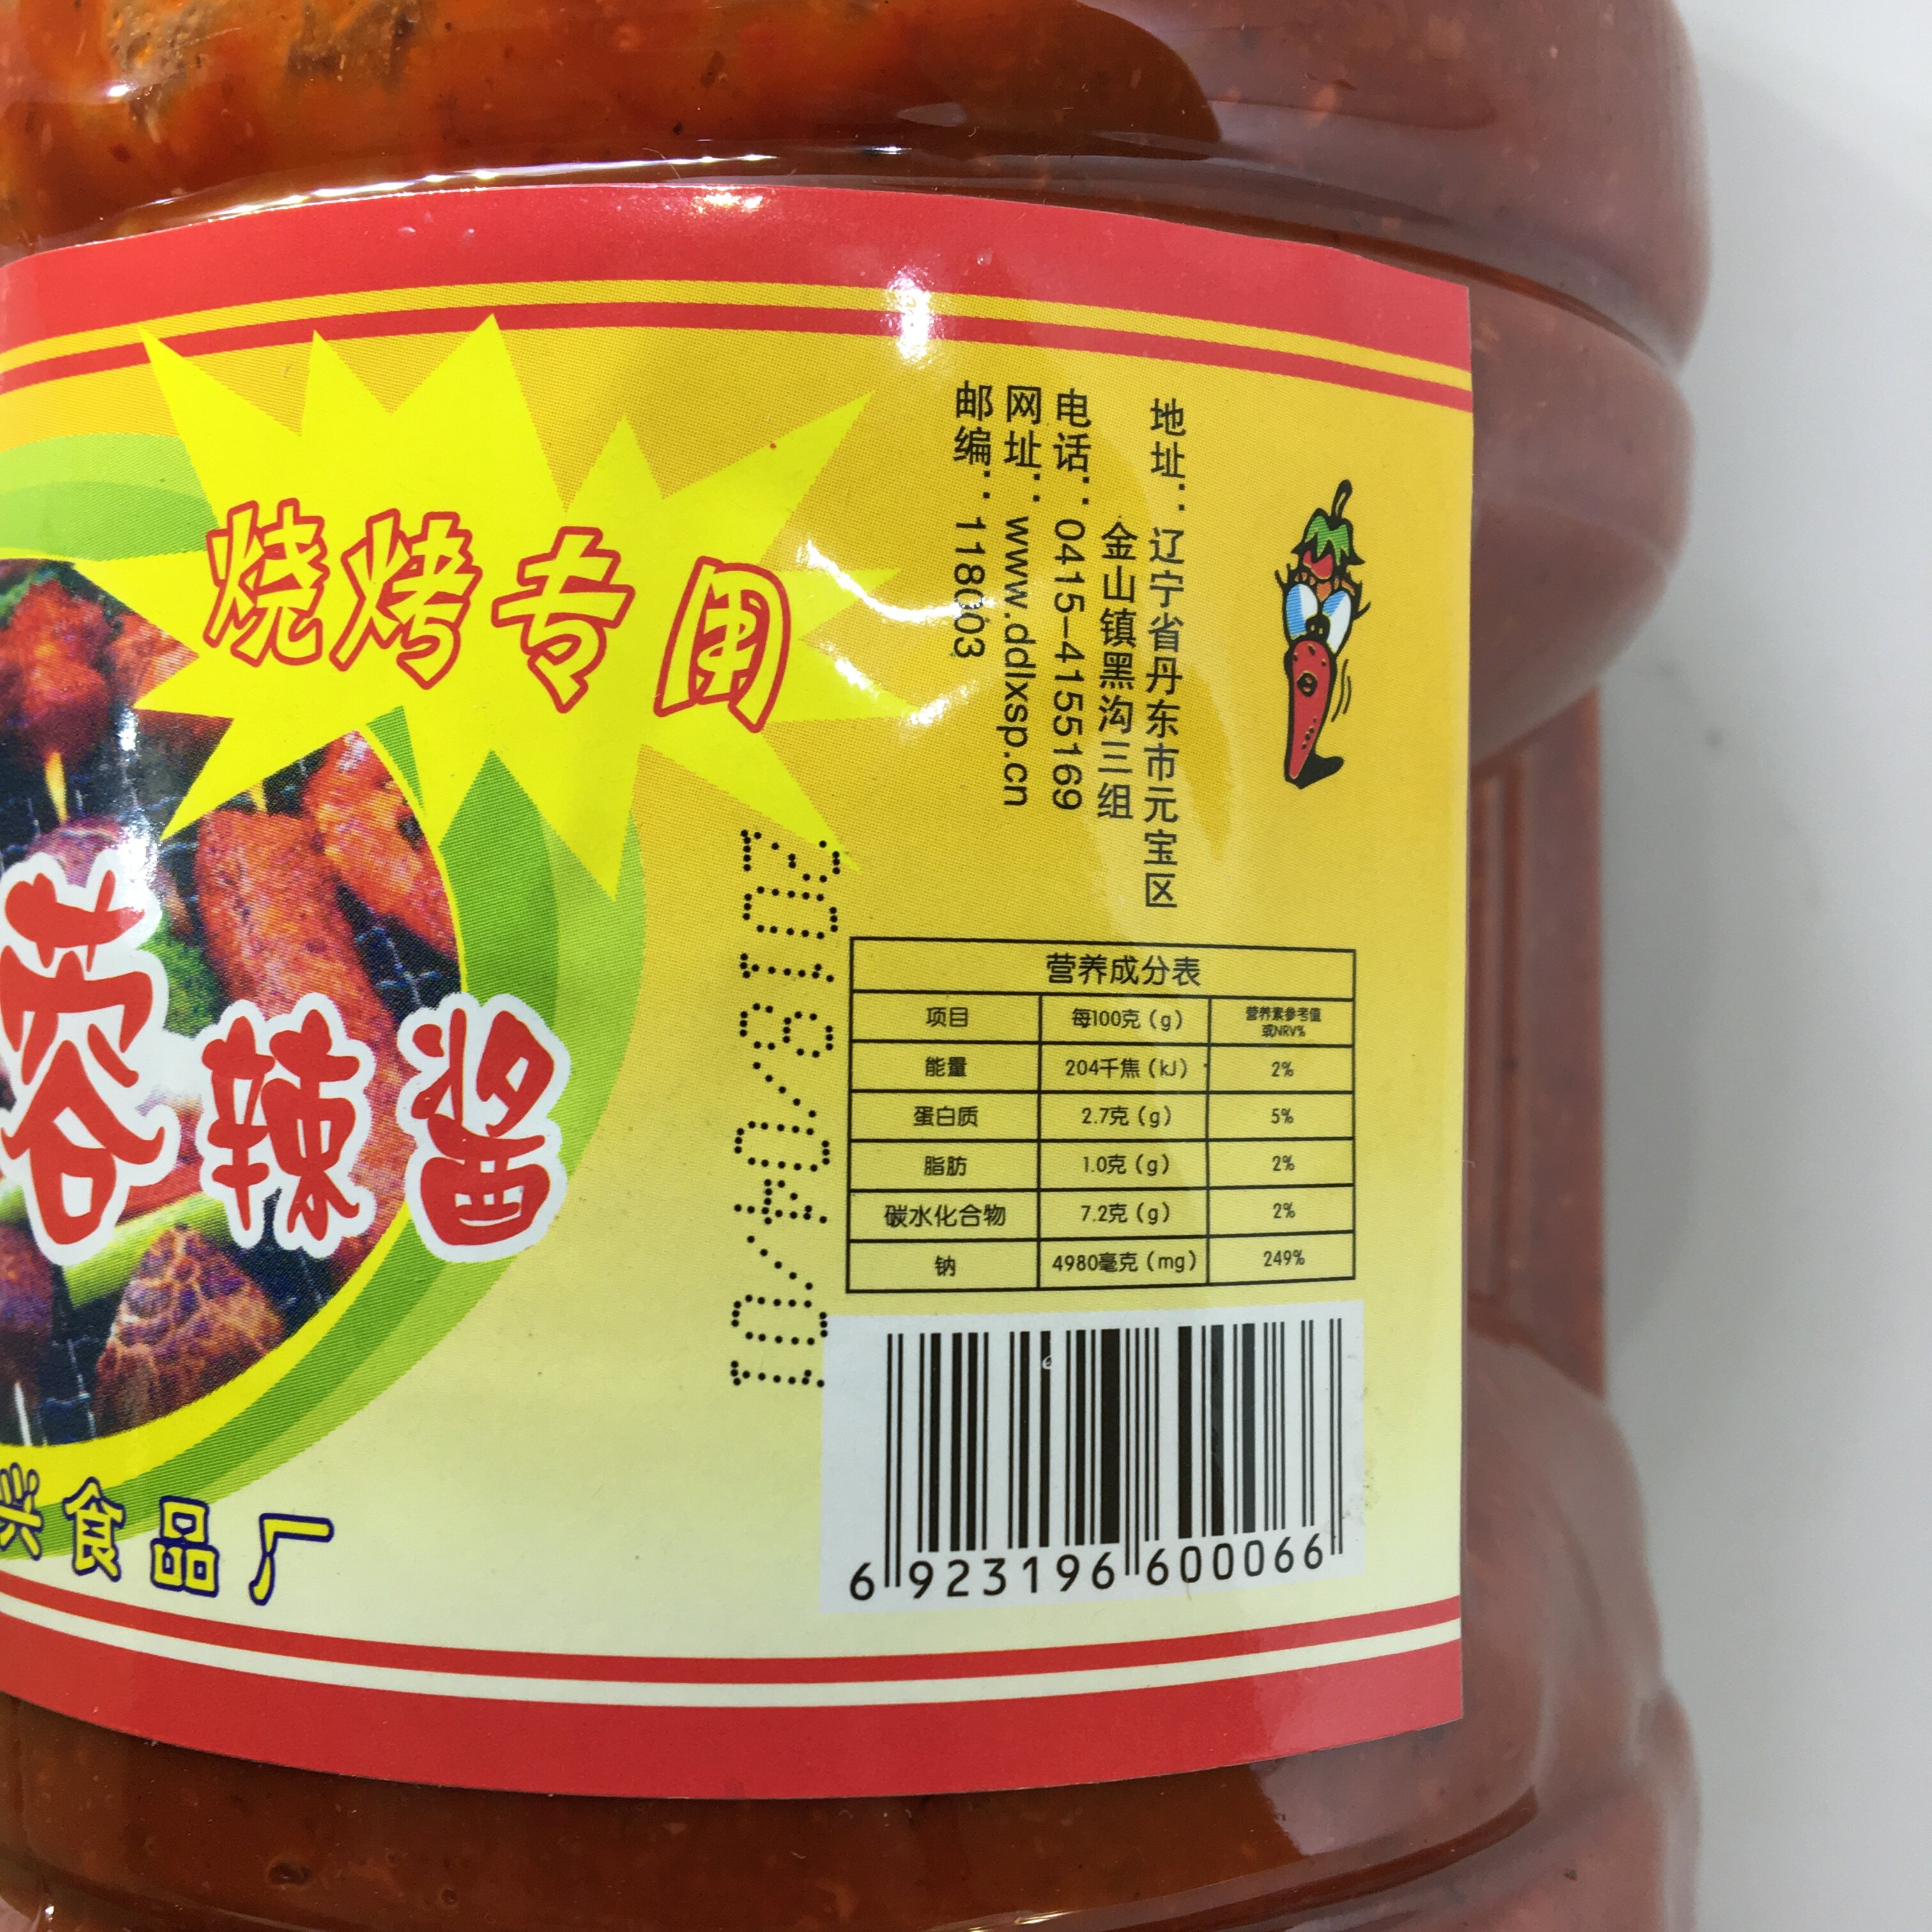 烧烤专用
蓉辣酱
兴食品厂
地址：辽宁省丹东市元宝区
金山镇黑沟三组
电话：0415-4155169
网址：www.ddlxsp.cn
邮编：118003
2018/04/01
营养成分表
项目 每100克（g） 营养素参考值或NRV%
能量 204千焦（kJ） 2%
蛋白质 2.7克（g） 5%
脂肪 1.0克（g） 2%
碳水化合物 7.2克（g） 2%
钠 4980毫克（mg） 249%
6 923196 600066